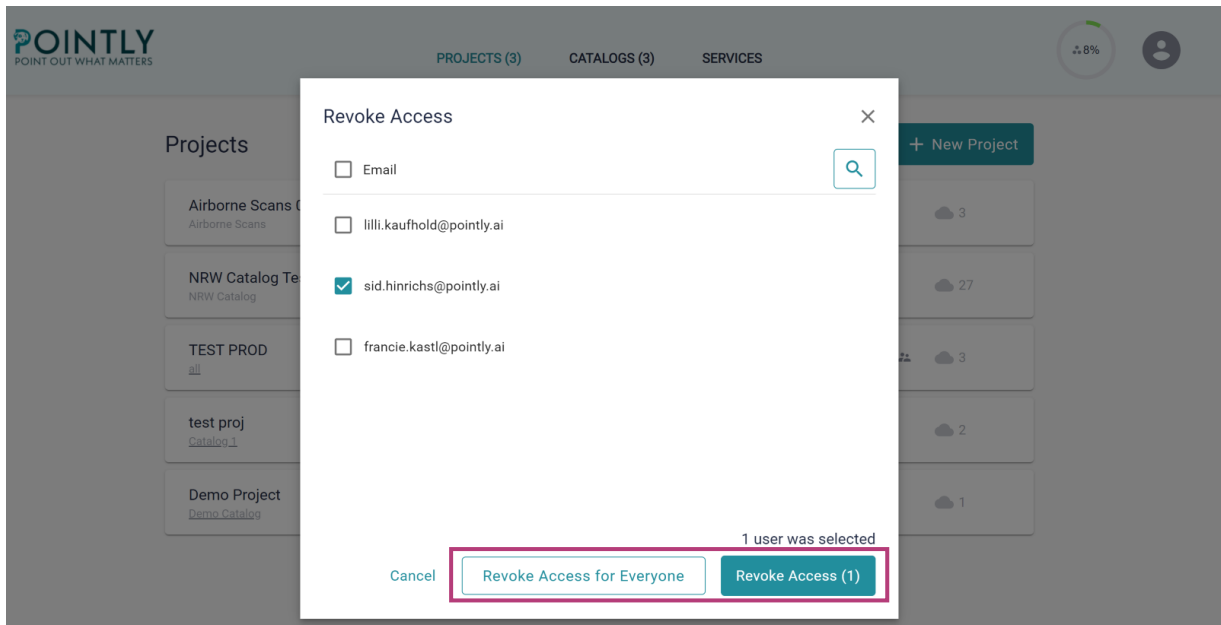 POINTLY
POINT OUT WHAT MATTERS
PROJECTS (3)
CATALOGS (3)
SERVICES
8%
Projects
+ New Project
Airborne Scans
Airborne Scans
3
NRW Catalog
NRW Catalog
27
TEST PROD
all
3
test proj
Catalog 1
2
Demo Project
Demo Catalog
1
Revoke Access
Email
lilli.kaufhold@pointly.ai
sid.hinrichs@pointly.ai
francie.kastl@pointly.ai
1 user was selected
Cancel
Revoke Access for Everyone
Revoke Access (1)